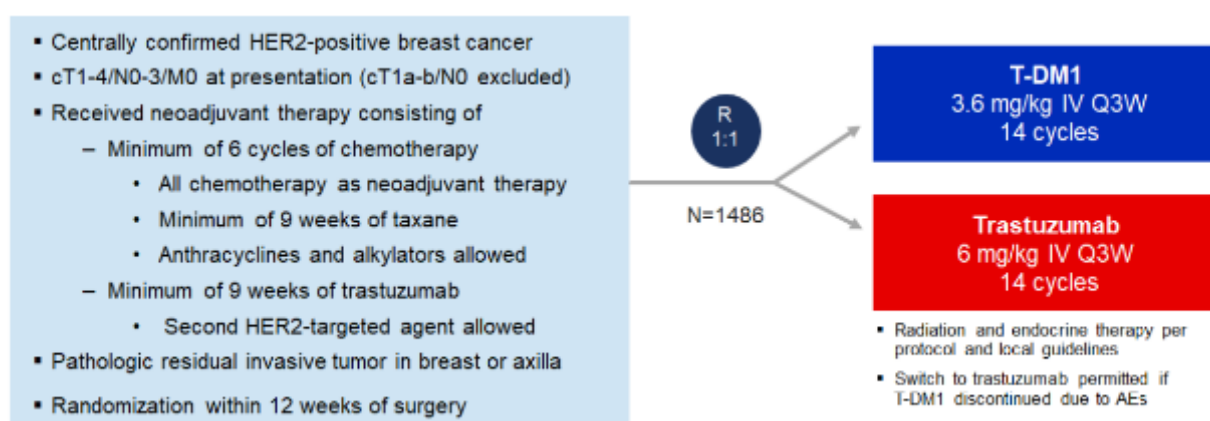 ▪ Centrally confirmed HER2-positive breast cancer
▪ cT1-4/N0-3/M0 at presentation (cT1a-b/N0 excluded)
▪ Received neoadjuvant therapy consisting of
– Minimum of 6 cycles of chemotherapy
• All chemotherapy as neoadjuvant therapy
• Minimum of 9 weeks of taxane
• Anthracyclines and alkylators allowed
– Minimum of 9 weeks of trastuzumab
• Second HER2-targeted agent allowed
▪ Pathologic residual invasive tumor in breast or axilla
▪ Randomization within 12 weeks of surgery
R
1:1
N=1486
T-DM1
3.6 mg/kg IV Q3W
14 cycles
Trastuzumab
6 mg/kg IV Q3W
14 cycles
▪ Radiation and endocrine therapy per
protocol and local guidelines
▪ Switch to trastuzumab permitted if
T-DM1 discontinued due to AEs